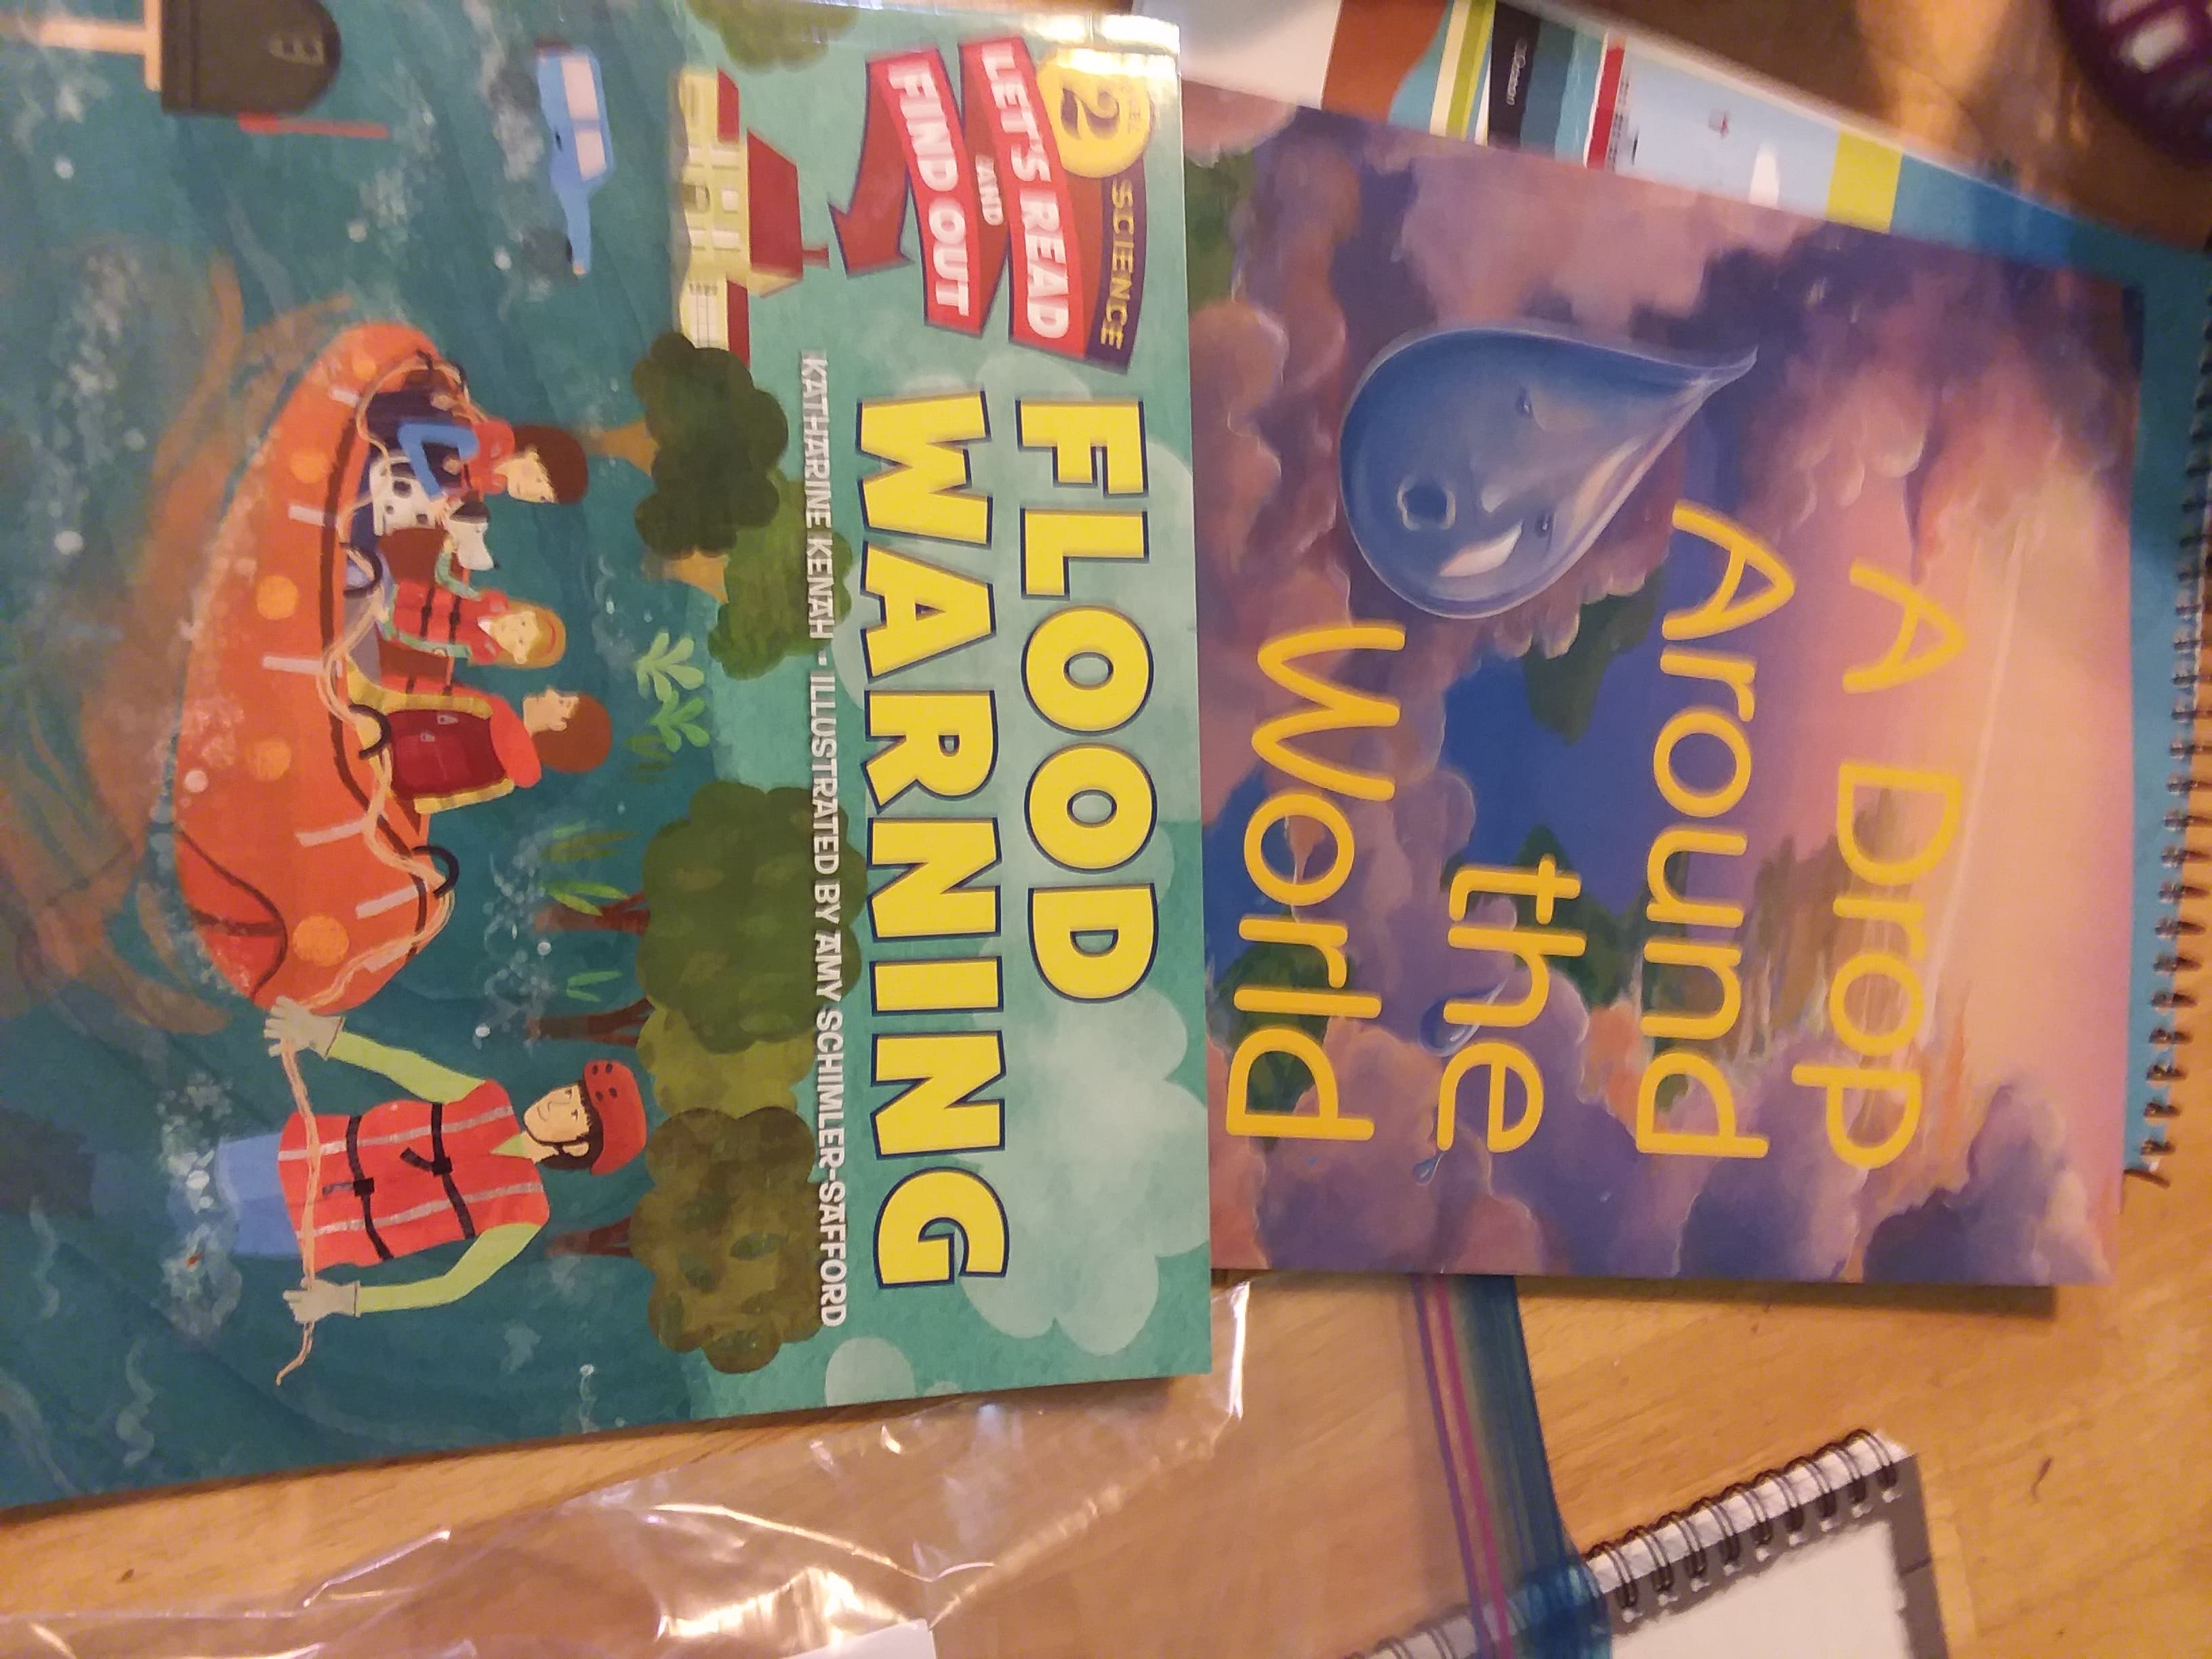 A Drop
Around
the
World
2
SCIENCE
LET'S READ
AND
FIND OUT
FLOOD
WARNING
KATHARINE KENAH • ILLUSTRATED BY AMY SCHIMLER-SAFFORD